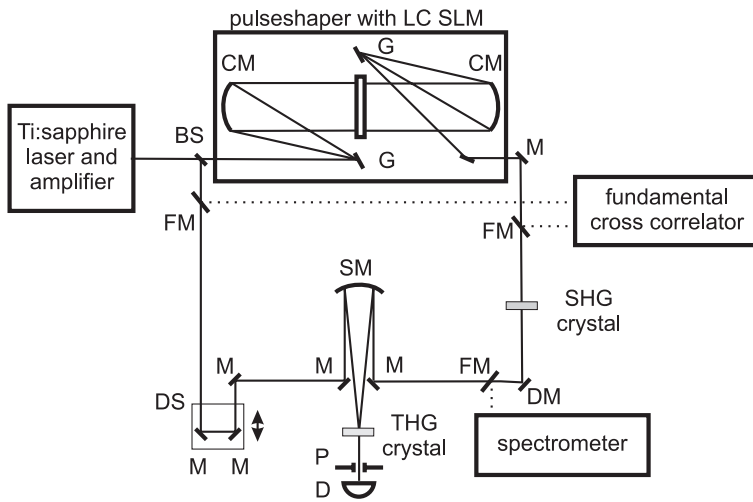 pulseshaper with LC SLM
G
CM
CM
Ti:sapphire
laser and
amplifier
BS
G
M
FM
FM
fundamental
cross correlator
SM
SHG
crystal
M
M
M
FM
DM
DS
THG
crystal
spectrometer
M
M
P
D